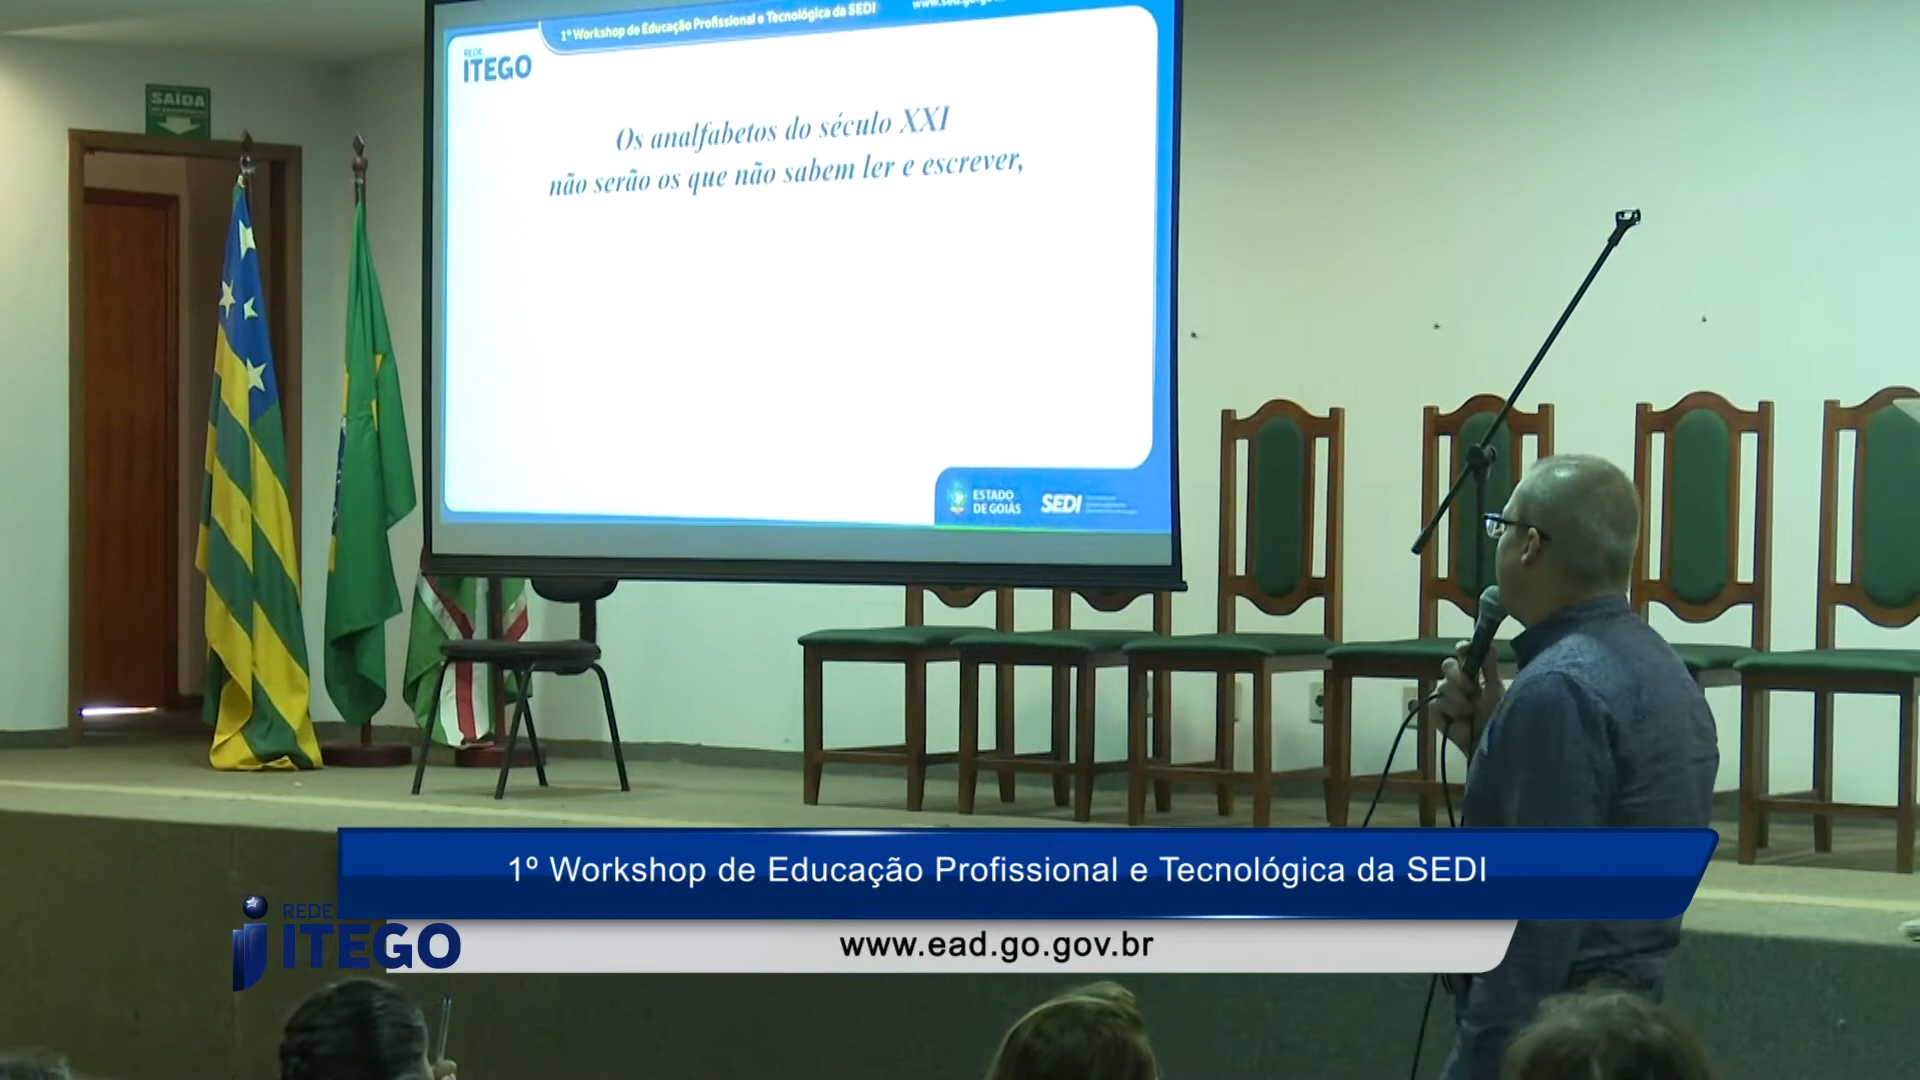 1º Workshop de Educação Profissional e Tecnológica da SEDI
REDE
ITEGO
SAÍDA
Os analfabetos do século XXI
não serão os que não sabem ler e escrever,
ESTADO
DE GOIÁS
SEDI
1º Workshop de Educação Profissional e Tecnológica da SEDI
REDE
ITEGO
www.ead.go.gov.br